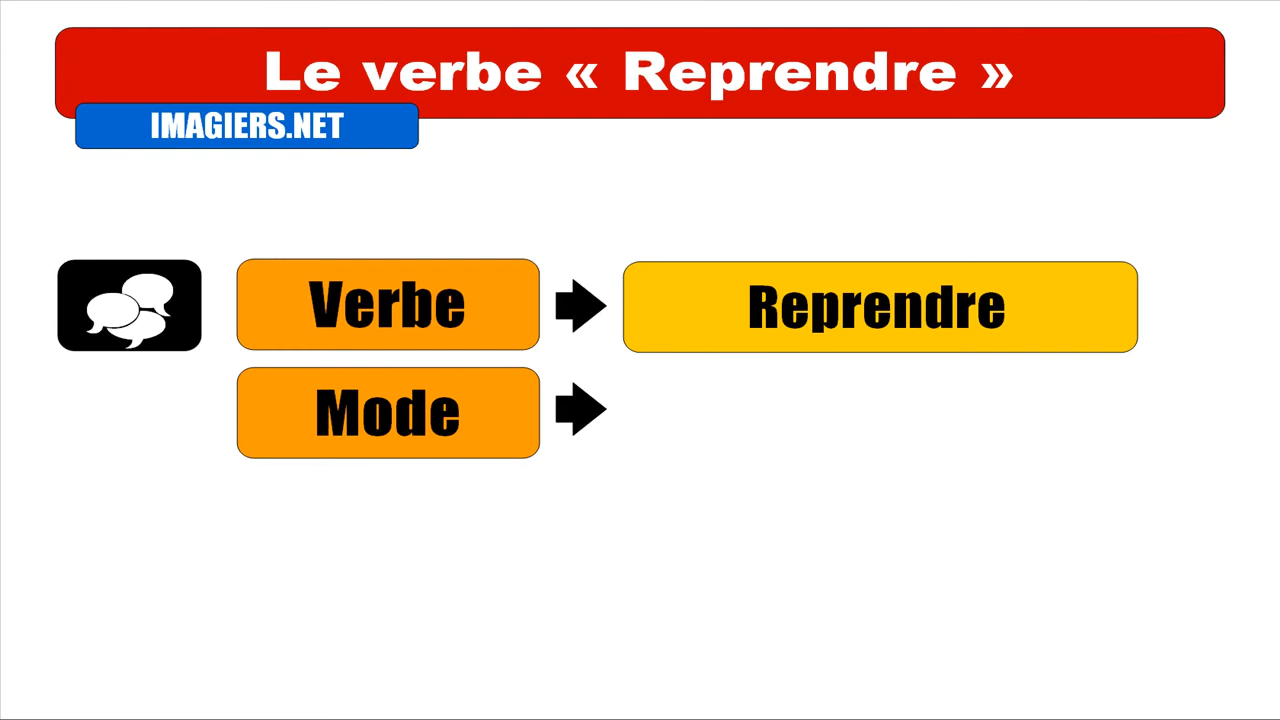 Le verbe « Reprendre »
IMAGIERS.NET
Verbe
Reprendre
Mode